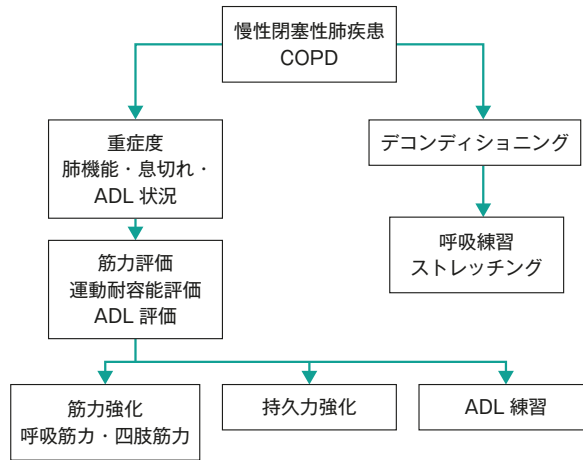 慢性閉塞性肺疾患
COPD
重症度
肺機能・息切れ・
ADL 状況
デコンディショニング
筋力評価
運動耐容能評価
ADL 評価
呼吸練習
ストレッチング
筋力強化
呼吸筋力・四肢筋力
持久力強化
ADL 練習